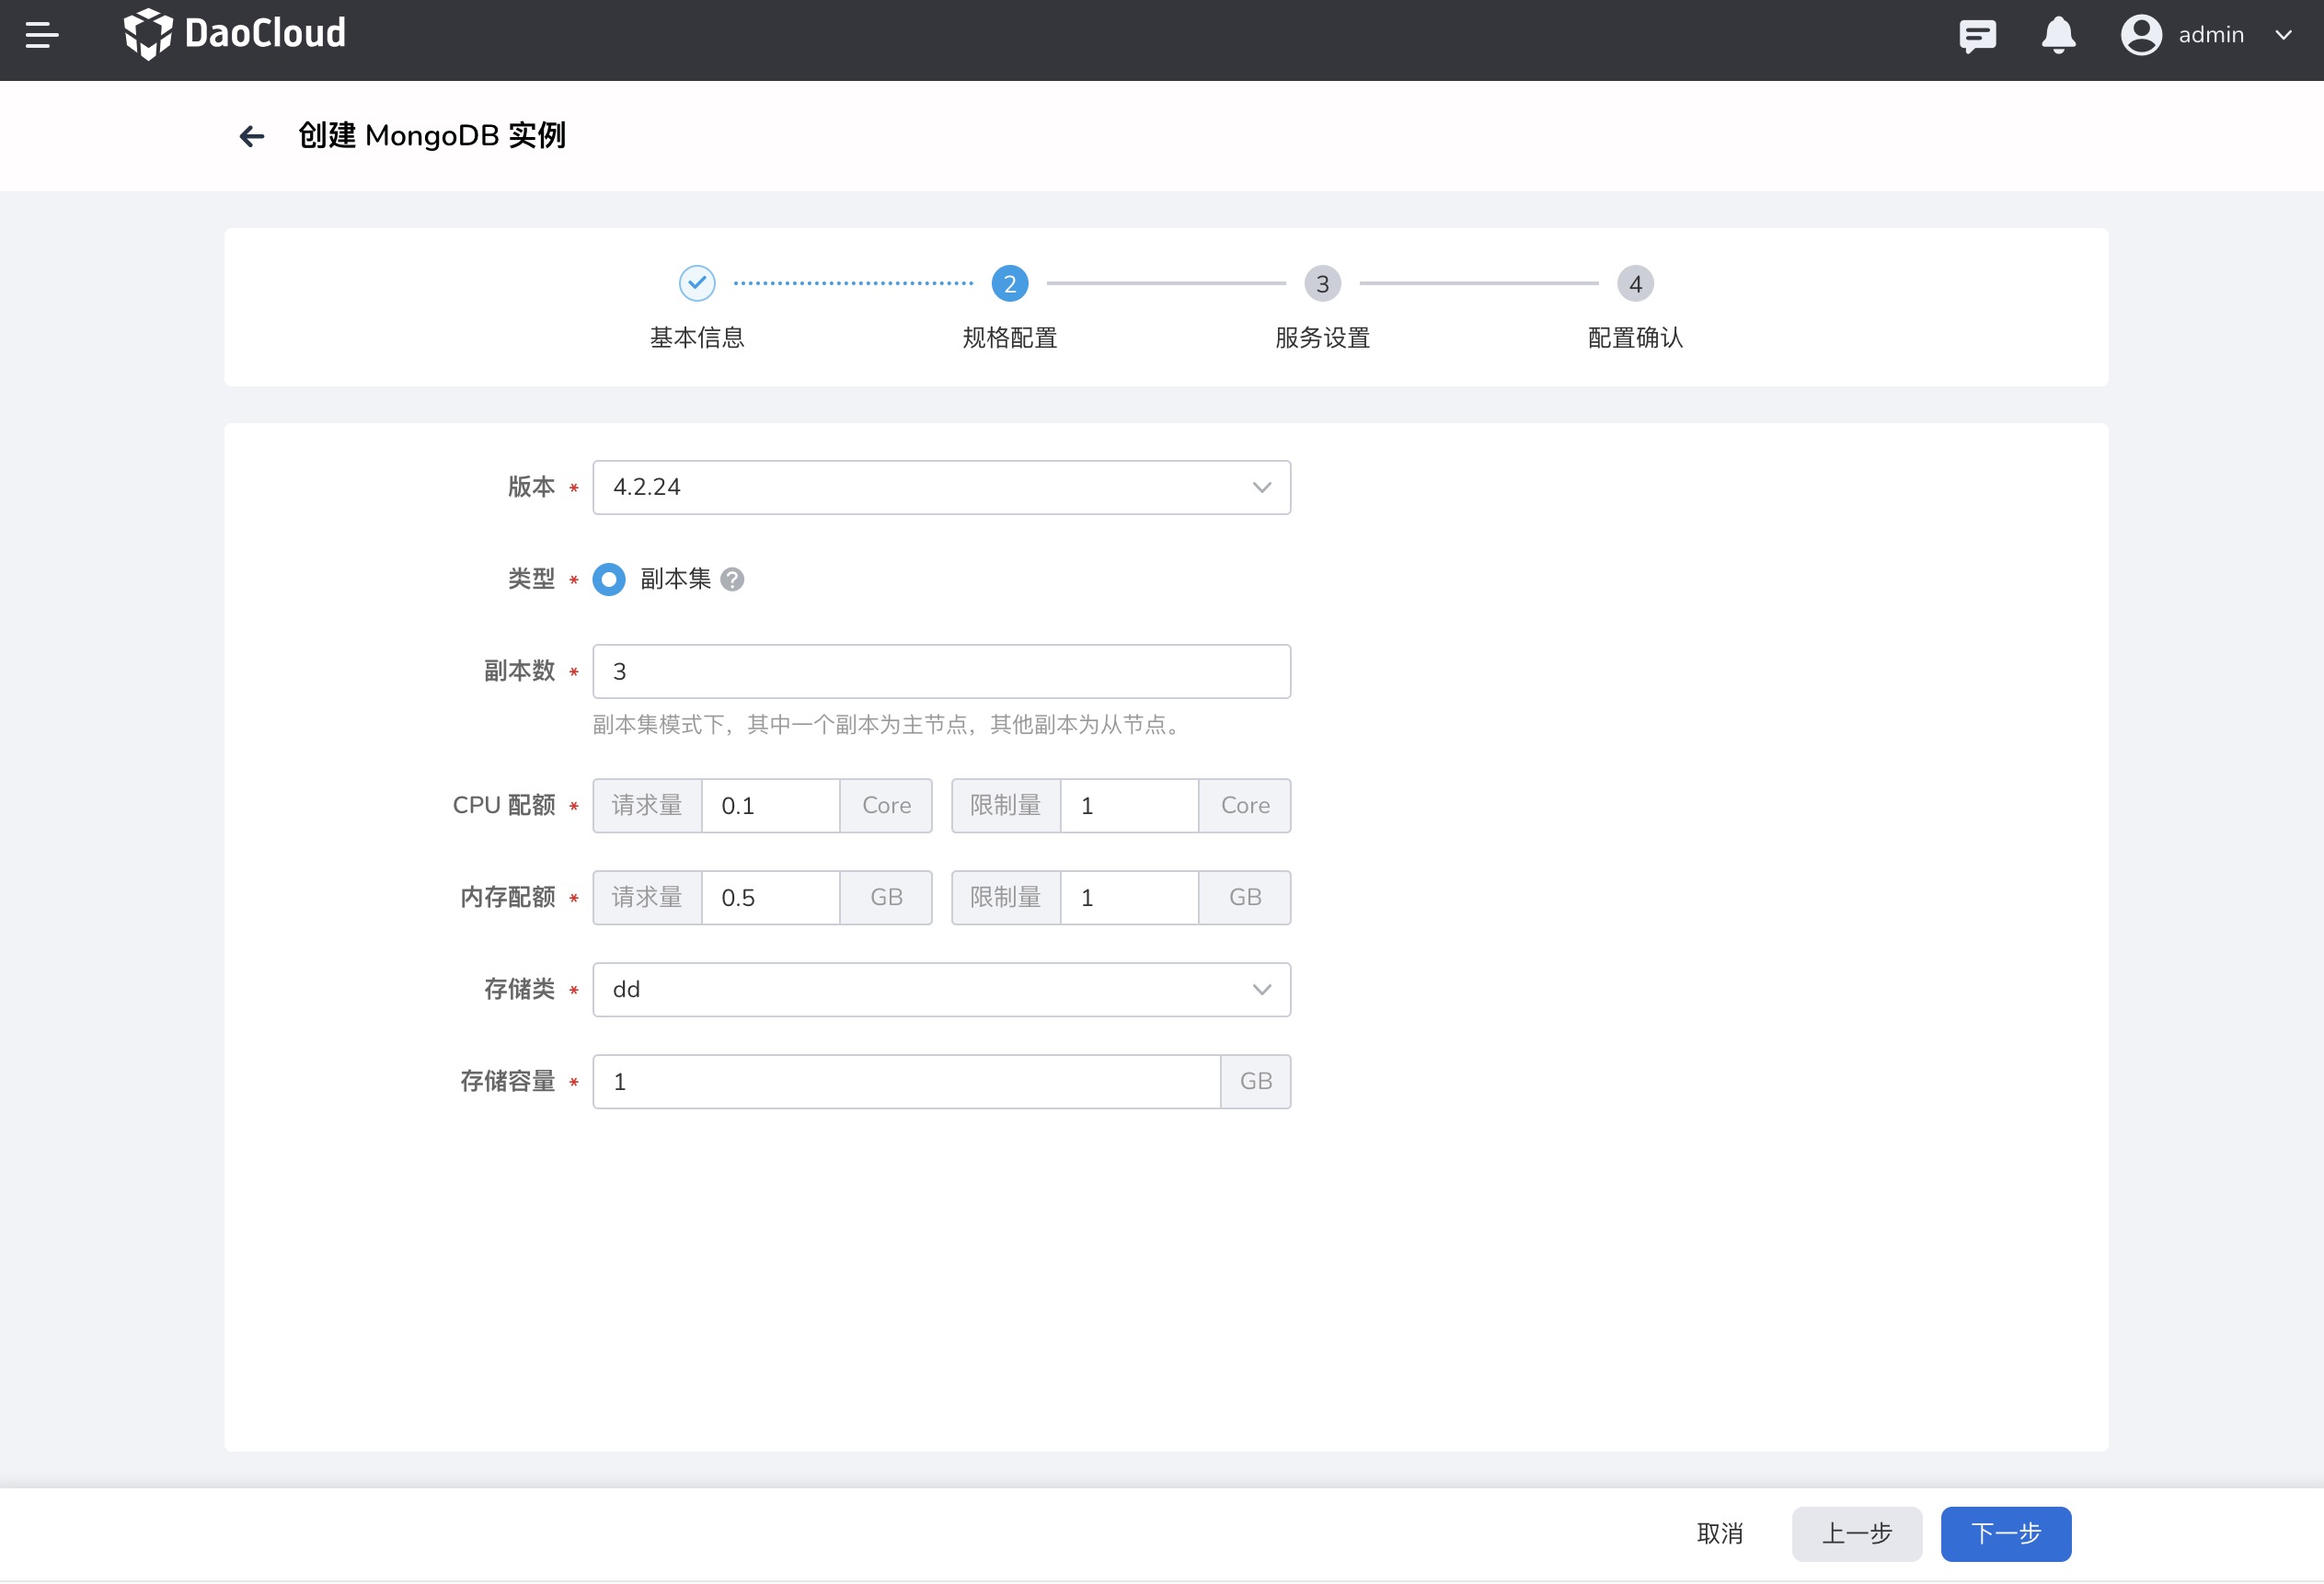 DaoCloud
admin
创建 MongoDB 实例
2
3
4
基本信息
规格配置
服务设置
配置确认
版本 * 4.2.24
类型 * 副本集 ?
副本数 * 3
副本集模式下，其中一个副本为主节点，其他副本为从节点。
CPU 配额 * 请求量 0.1 Core 限制量 1 Core
内存配额 * 请求量 0.5 GB 限制量 1 GB
存储类 * dd
存储容量 * 1 GB
取消 上一步 下一步